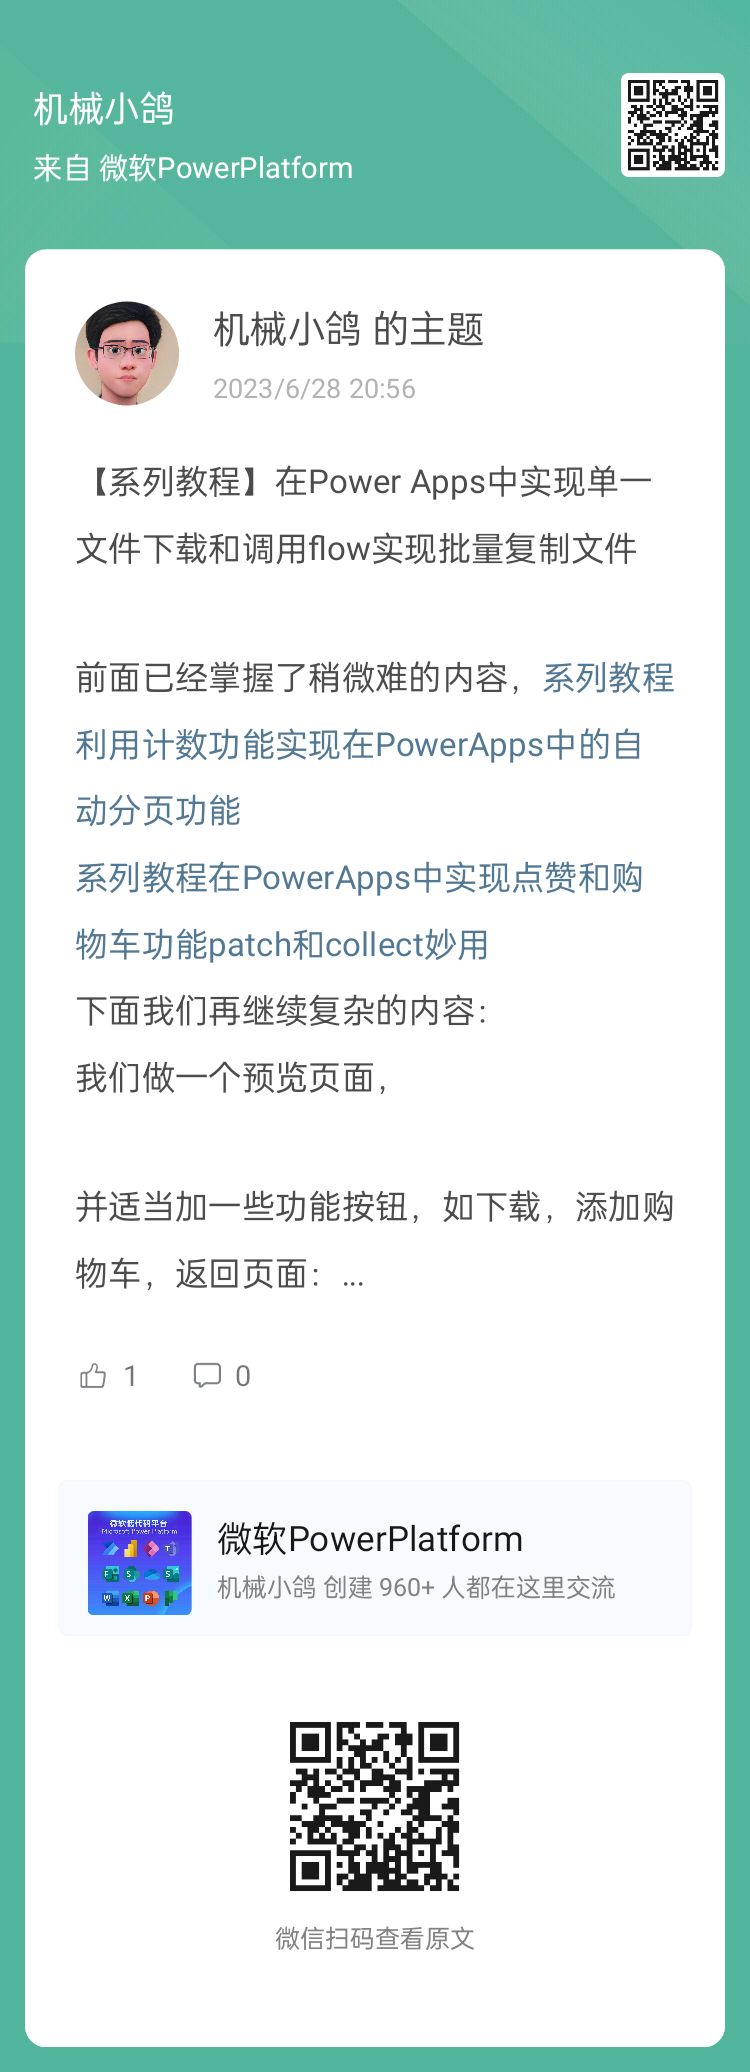 机械小鸽
来自 微软PowerPlatform
机械小鸽 的主题
2023/6/28 20:56
【系列教程】在Power Apps中实现单一
文件下载和调用flow实现批量复制文件
前面已经掌握了稍微难的内容，系列教程
利用计数功能实现在PowerApps中的自
动分页功能
系列教程在PowerApps中实现点赞和购
物车功能patch和collect妙用
下面我们再继续复杂的内容：
我们做一个预览页面，
并适当加一些功能按钮，如下载，添加购
物车，返回页面：...
1 0
微软低代码平台
Microsoft Power Platform
微软PowerPlatform
机械小鸽 创建 960+ 人都在这里交流
微信扫码查看原文